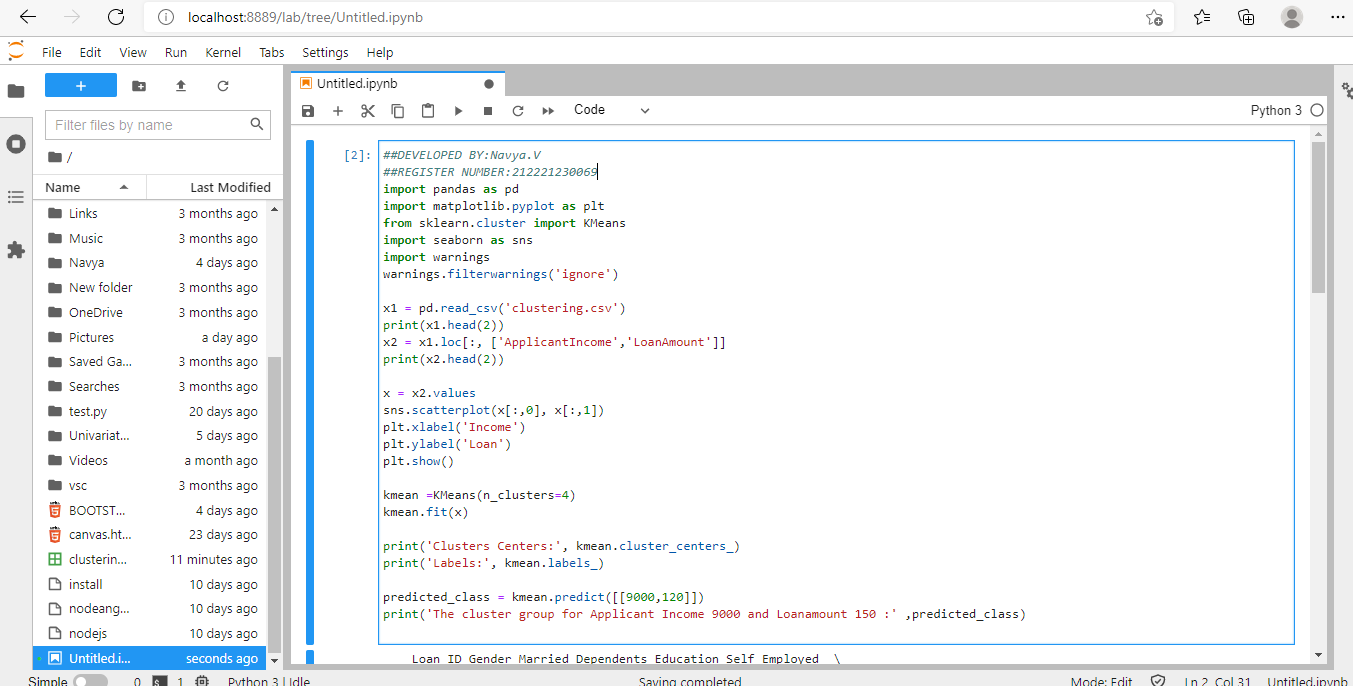 localhost:8889/lab/tree/Untitled.ipynb
File Edit View Run Kernel Tabs Settings Help
Untitled.ipynb
Code
Python 3
Filter files by name
/
Name Last Modified
Links 3 months ago
Music 3 months ago
Navya 4 days ago
New folder 3 months ago
OneDrive 3 months ago
Pictures a day ago
Saved Ga... 3 months ago
Searches 3 months ago
test.py 20 days ago
Univariat... 5 days ago
Videos a month ago
vsc 3 months ago
BOOTST... 4 days ago
canvas.ht... 23 days ago
clusterin... 11 minutes ago
install 10 days ago
nodeang... 10 days ago
nodejs 10 days ago
Untitled.i... seconds ago
[2]:
##DEVELOPED BY:Navya.V
##REGISTER NUMBER:212221230069
import pandas as pd
import matplotlib.pyplot as plt
from sklearn.cluster import KMeans
import seaborn as sns
import warnings
warnings.filterwarnings('ignore')
x1 = pd.read_csv('clustering.csv')
print(x1.head(2))
x2 = x1.loc[:, ['ApplicantIncome','LoanAmount']]
print(x2.head(2))
x = x2.values
sns.scatterplot(x[:,0], x[:,1])
plt.xlabel('Income')
plt.ylabel('Loan')
plt.show()
kmean =KMeans(n_clusters=4)
kmean.fit(x)
print('Clusters Centers:', kmean.cluster_centers_)
print('Labels:', kmean.labels_)
predicted_class = kmean.predict([[9000,120]])
print('The cluster group for Applicant Income 9000 and Loanamount 150 :' ,predicted_class)
Loan_ID Gender Married Dependents Education Self_Employed \
Simple 0 1 Python 3 | Idle Saving completed Mode: Edit Ln 2, Col 31 Untitled.ipynb